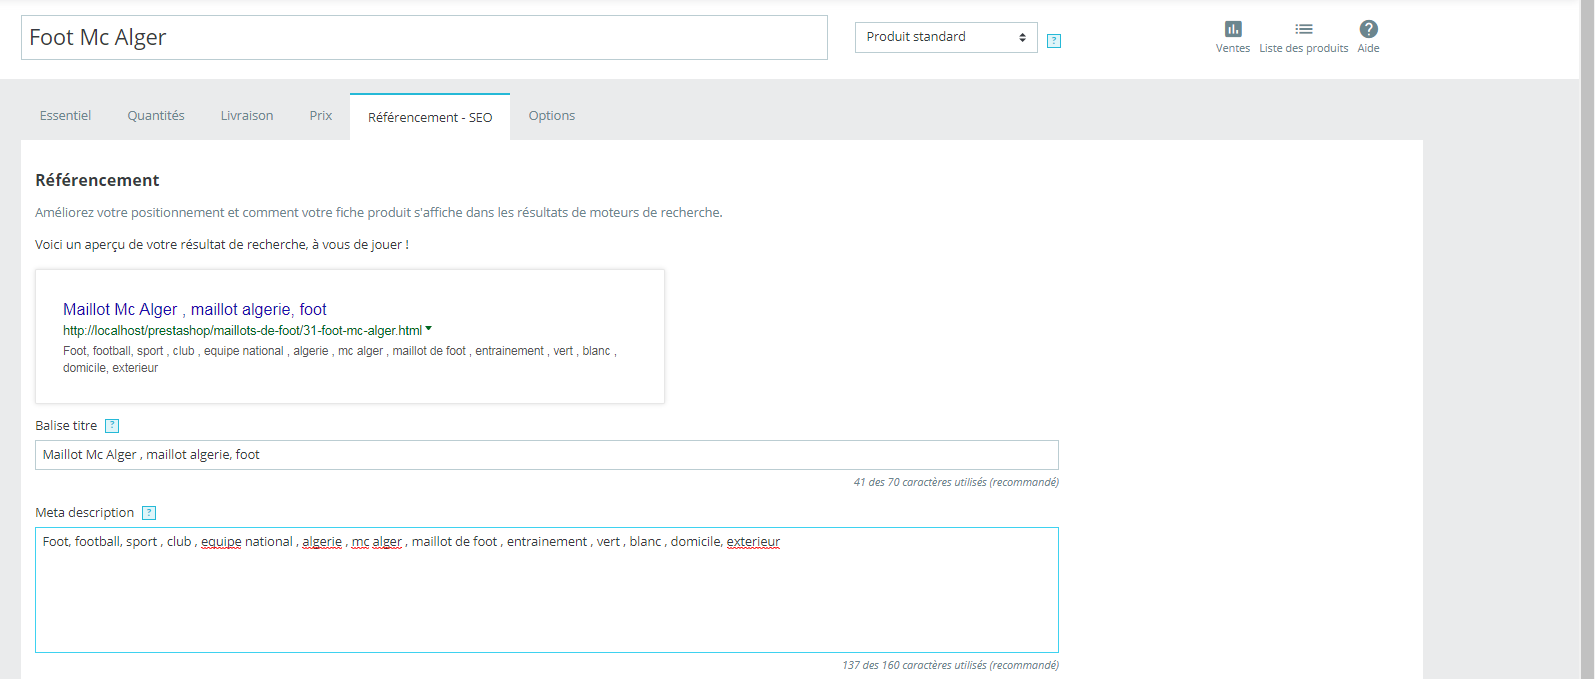 Foot Mc Alger
Produit standard
?
Ventes
Liste des produits
Aide
Essentiel
Quantités
Livraison
Prix
Référencement - SEO
Options
Référencement
Améliorez votre positionnement et comment votre fiche produit s'affiche dans les résultats de moteurs de recherche.
Voici un aperçu de votre résultat de recherche, à vous de jouer !
Maillot Mc Alger , maillot algerie, foot
http://localhost/prestashop/maillots-de-foot/31-foot-mc-alger.html
Foot, football, sport , club , equipe national , algerie , mc alger , maillot de foot , entrainement , vert , blanc ,
domicile, exterieur
Balise titre ?
Maillot Mc Alger , maillot algerie, foot
41 des 70 caractères utilisés (recommandé)
Meta description ?
Foot, football, sport , club , equipe national , algerie , mc alger , maillot de foot , entrainement , vert , blanc , domicile, exterieur
137 des 160 caractères utilisés (recommandé)